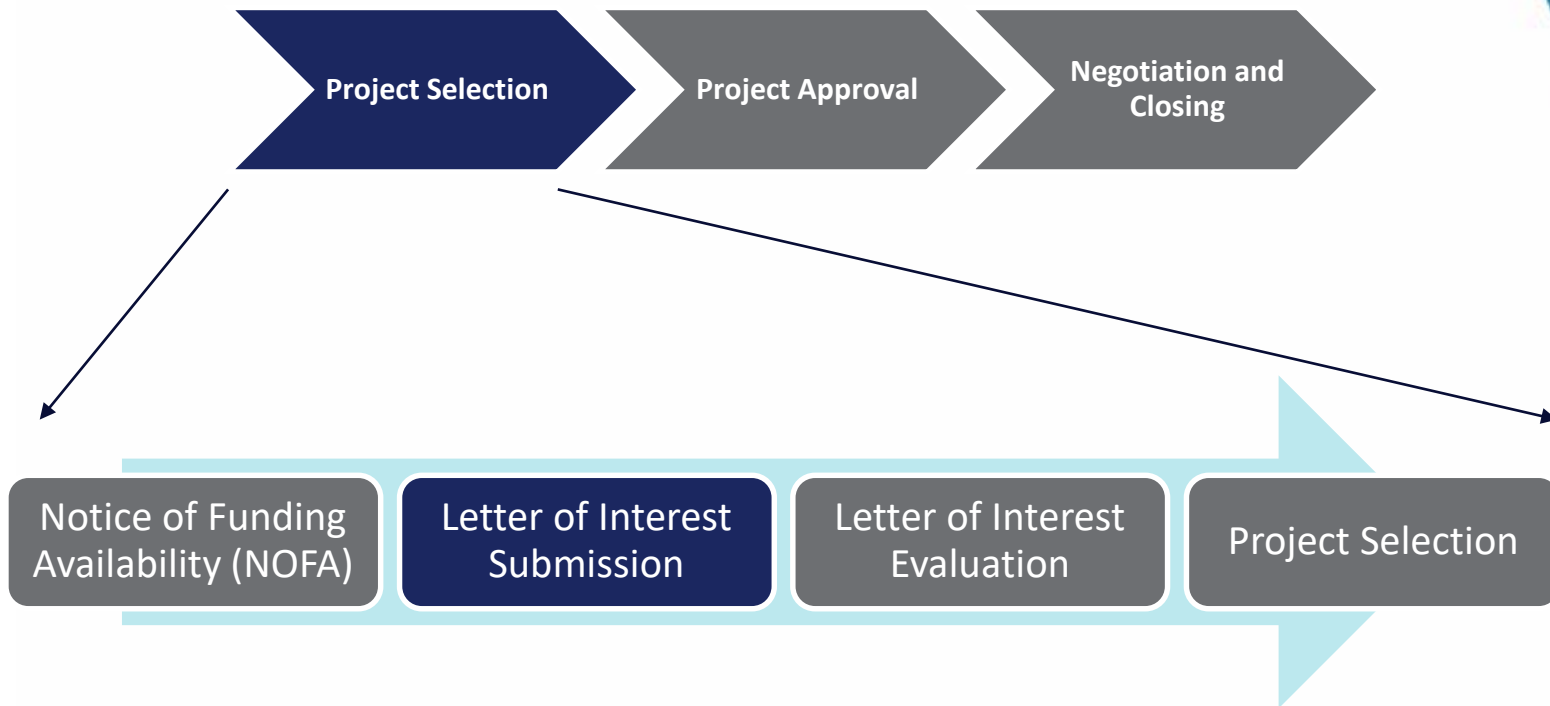 Project Selection
Project Approval
Negotiation and
Closing
Notice of Funding
Availability (NOFA)
Letter of Interest
Submission
Letter of Interest
Evaluation
Project Selection